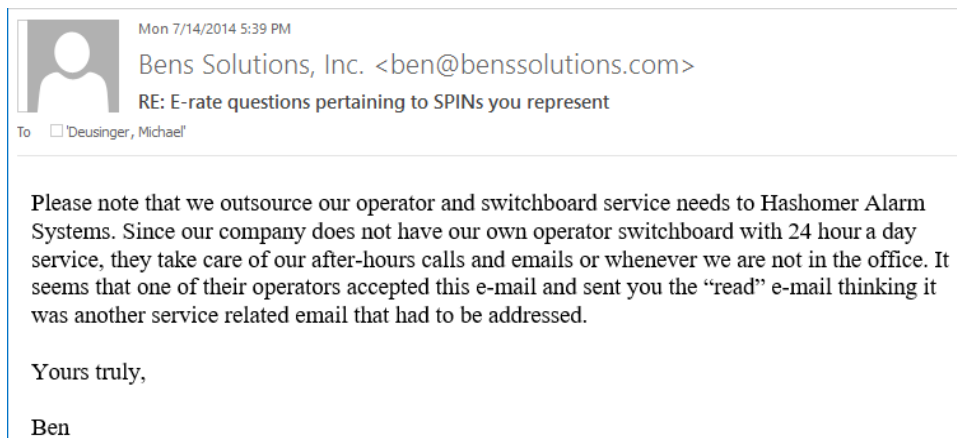 Mon 7/14/2014 5:39 PM
Bens Solutions, Inc. <ben@benssolutions.com>
RE: E-rate questions pertaining to SPINs you represent
To 'Deusinger, Michael'
Please note that we outsource our operator and switchboard service needs to Hashomer Alarm
Systems. Since our company does not have our own operator switchboard with 24 hour a day
service, they take care of our after-hours calls and emails or whenever we are not in the office. It
seems that one of their operators accepted this e-mail and sent you the “read” e-mail thinking it
was another service related email that had to be addressed.
Yours truly,
Ben